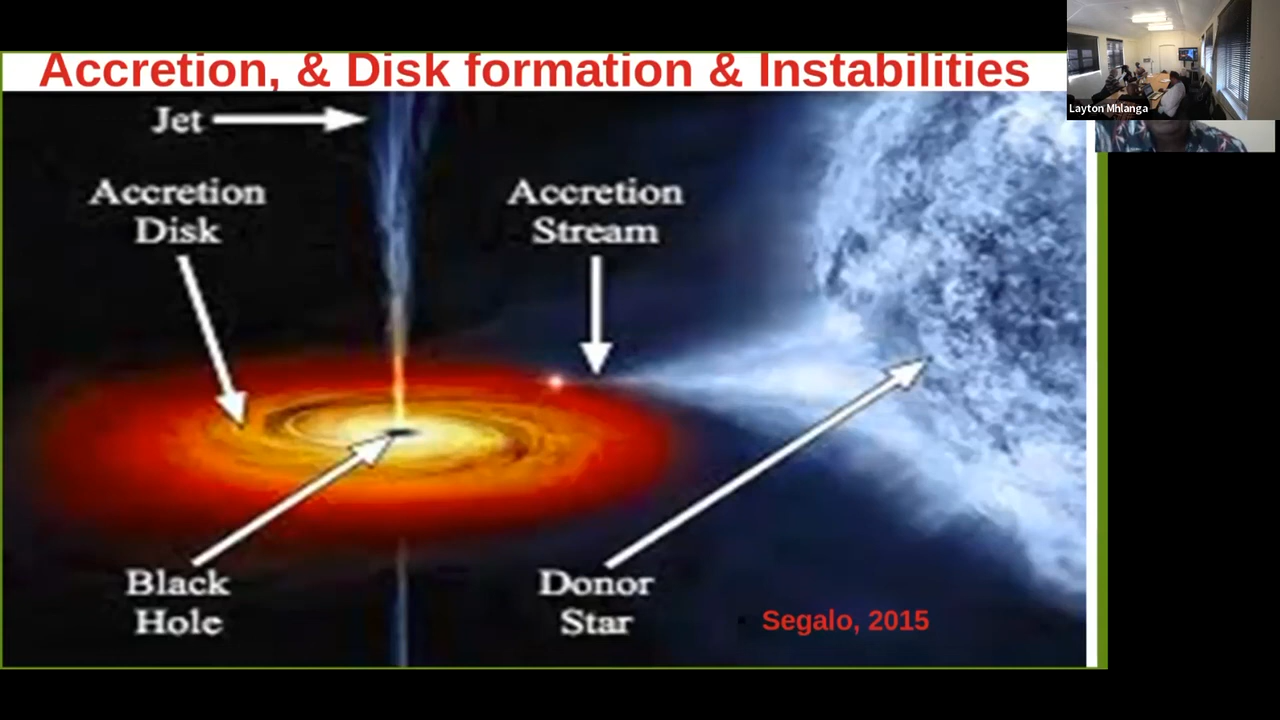 Accretion, & Disk formation & Instabilities
Layton Mhlanga
Jet
Accretion
Disk
Accretion
Stream
Black
Hole
Donor
Star
Segalo, 2015